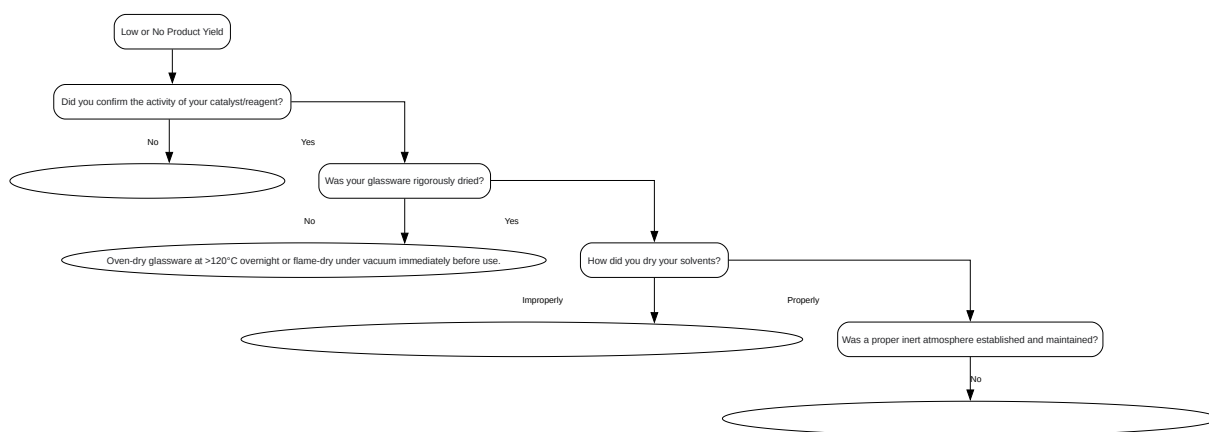 Low or No Product Yield
Did you confirm the activity of your catalyst/reagent?
No
Yes
Was your glassware rigorously dried?
No
Yes
Oven-dry glassware at >120°C overnight or flame-dry under vacuum immediately before use.
How did you dry your solvents?
Improperly
Properly
Was a proper inert atmosphere established and maintained?
No